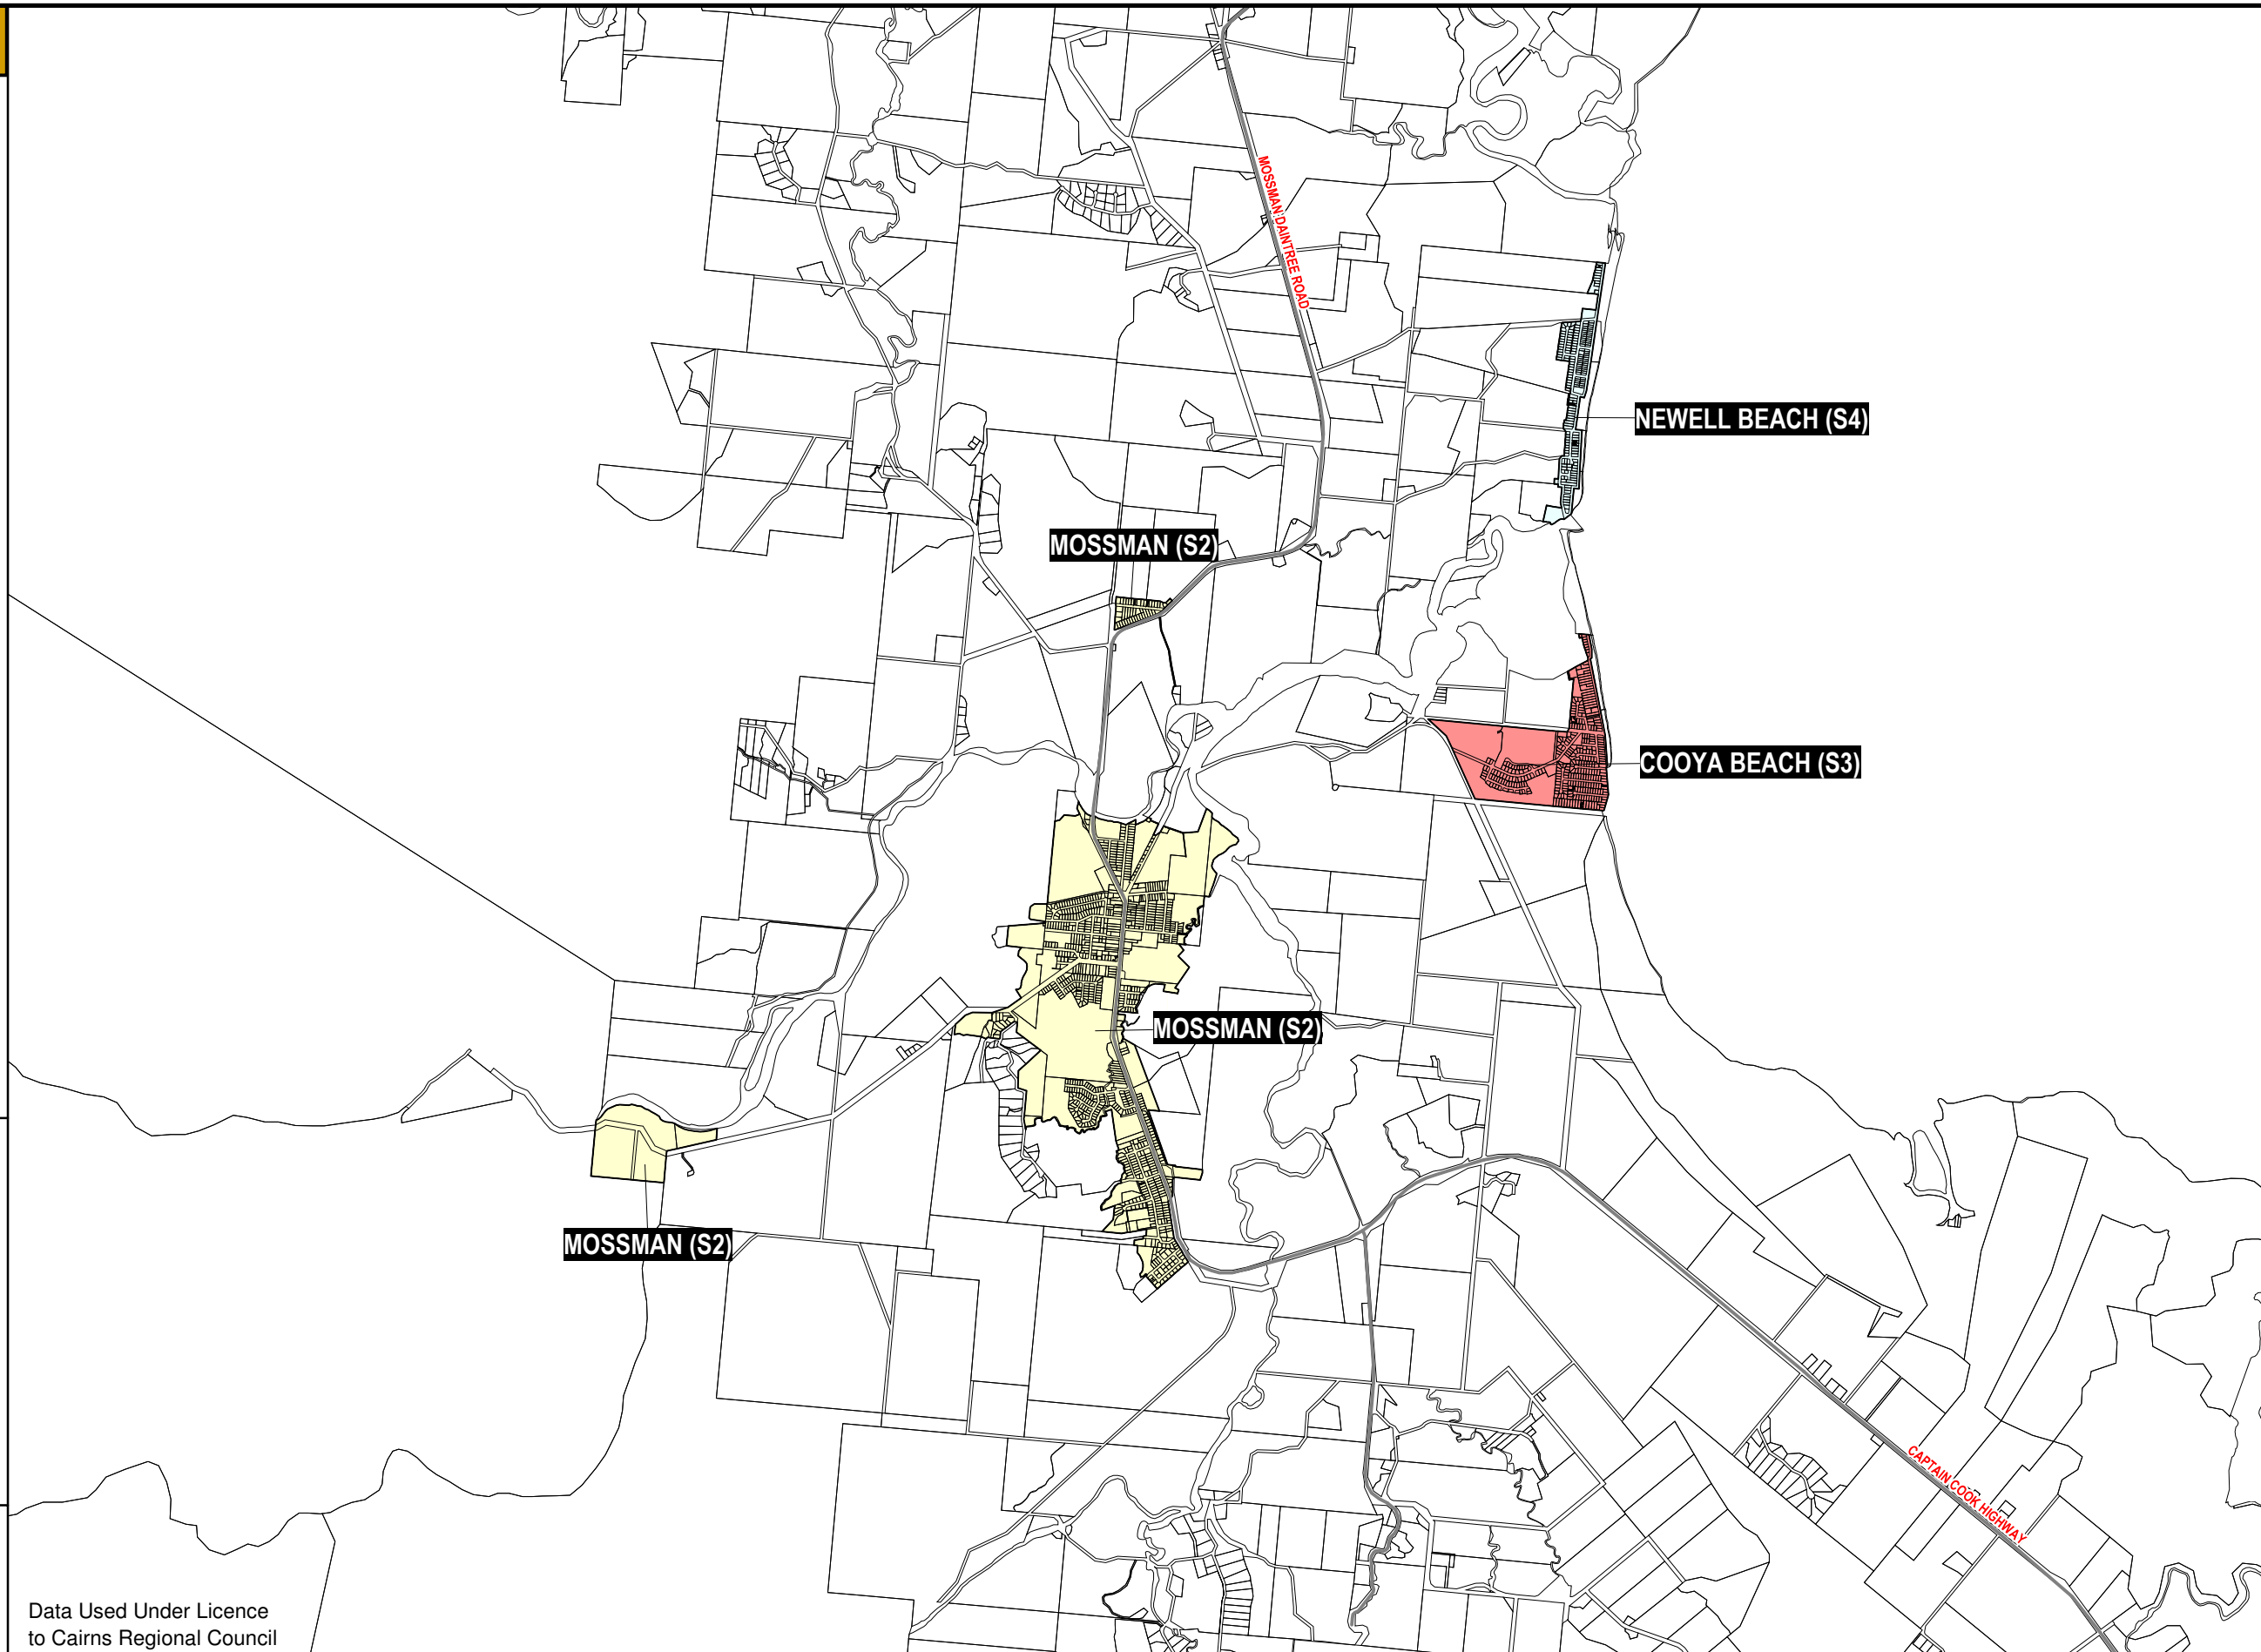 MOSSMAN-DAINTREE ROAD
NEWELL BEACH (S4)
MOSSMAN (S2)
COOYA BEACH (S3)
MOSSMAN (S2)
MOSSMAN (S2)
CAPTAIN COOK HIGHWAY
Data Used Under Licence
to Cairns Regional Council